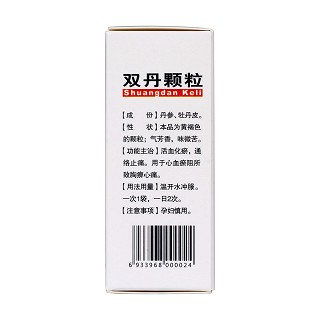 双丹颗粒
Shuangdan Keli
【成　份】丹参、牡丹皮。
【性　状】本品为黄褐色
的颗粒；气芳香，味微苦。
【功能主治】活血化瘀，通
络止痛。用于心血瘀阻所
致胸痹心痛。
【用法用量】温开水冲服。
一次1袋，一日2次。
【注意事项】孕妇慎用。
6 933968 000024